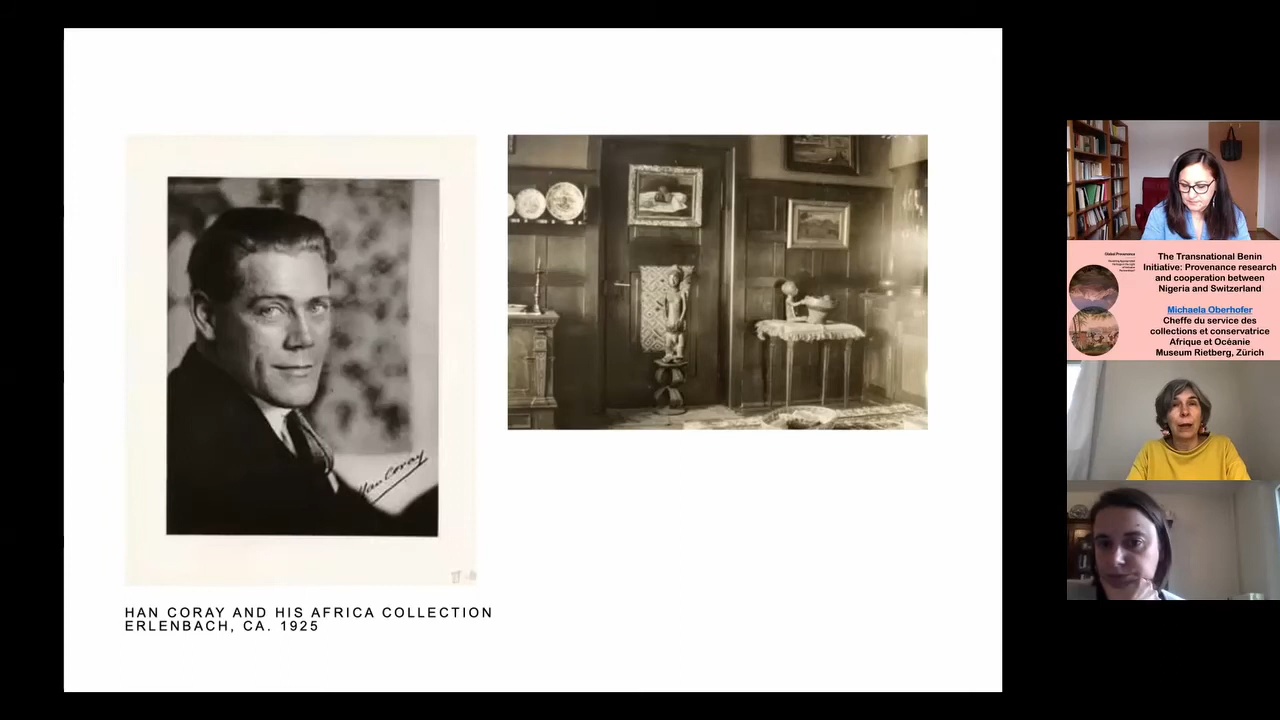 Han Coray
HAN CORAY AND HIS AFRICA COLLECTION
ERLENBACH, CA. 1925
Global Provenance
The Transnational Benin
Initiative: Provenance research
and cooperation between
Nigeria and Switzerland
Michaela Oberhofer
Cheffe du service des
collections et conservatrice
Afrique et Océanie
Museum Rietberg, Zürich